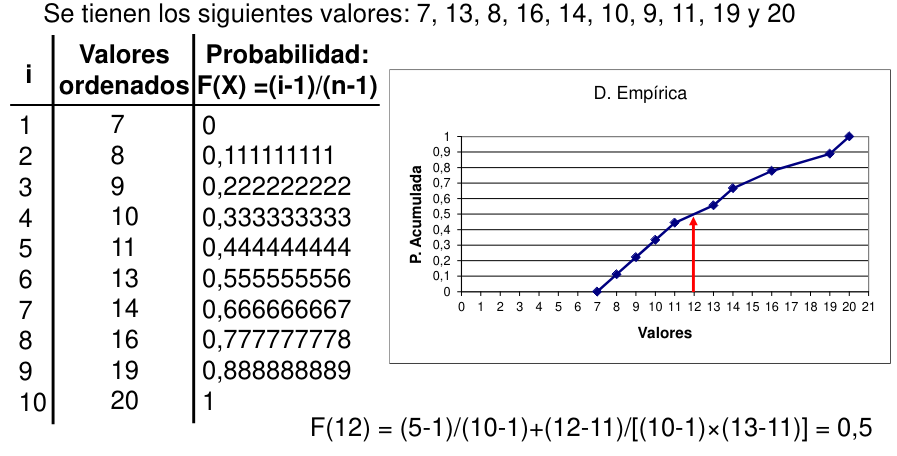 Se tienen los siguientes valores: 7, 13, 8, 16, 14, 10, 9, 11, 19 y 20
i Valores ordenados Probabilidad: F(X) =(i-1)/(n-1)
1 7 0
2 8 0,111111111
3 9 0,222222222
4 10 0,333333333
5 11 0,444444444
6 13 0,555555556
7 14 0,666666667
8 16 0,777777778
9 19 0,888888889
10 20 1
D. Empírica
P. Acumulada
1
0,9
0,8
0,7
0,6
0,5
0,4
0,3
0,2
0,1
0
0 1 2 3 4 5 6 7 8 9 10 11 12 13 14 15 16 17 18 19 20 21
Valores
F(12) = (5-1)/(10-1)+(12-11)/[(10-1)×(13-11)] = 0,5